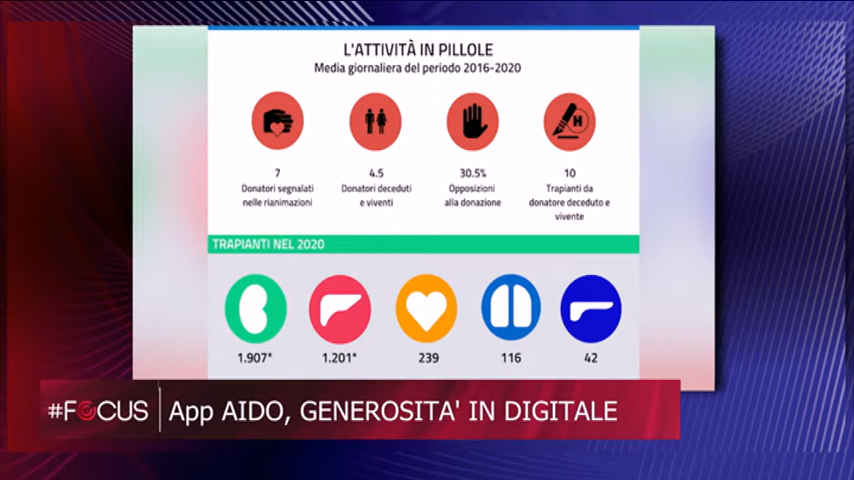 L'ATTIVITÀ IN PILLOLE
Media giornaliera del periodo 2016-2020
7
Donatori segnalati
nelle rianimazioni
4.5
Donatori deceduti
e viventi
30.5%
Opposizioni
alla donazione
H
10
Trapianti da
donatore deceduto e
vivente
TRAPIANTI NEL 2020
1.907*
1.201*
239
116
42
#FOCUS
App AIDO, GENEROSITA' IN DIGITALE